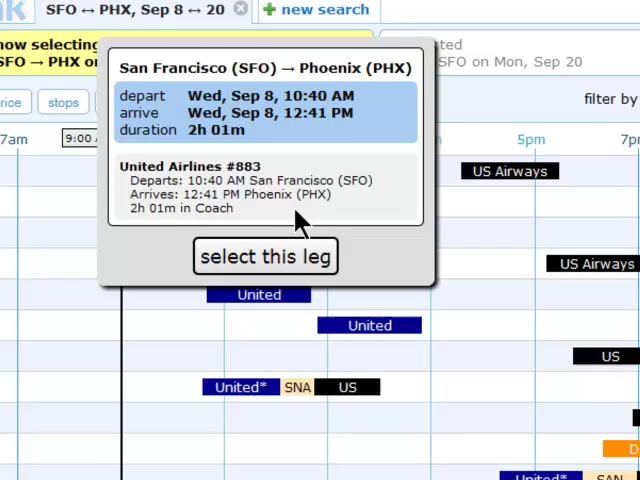 nk
SFO ↔ PHX, Sep 8 ↔ 20
new search
now selecting
SFO → PHX on
SFO on Mon, Sep 20
San Francisco (SFO) → Phoenix (PHX)
depart Wed, Sep 8, 10:40 AM
arrive Wed, Sep 8, 12:41 PM
duration 2h 01m
stops
filter by
7am
9:00
5pm
United Airlines #883
Departs: 10:40 AM San Francisco (SFO)
Arrives: 12:41 PM Phoenix (PHX)
2h 01m in Coach
select this leg
US Airways
US Airways
United
United
US
United* SNA US
D
United* SAN